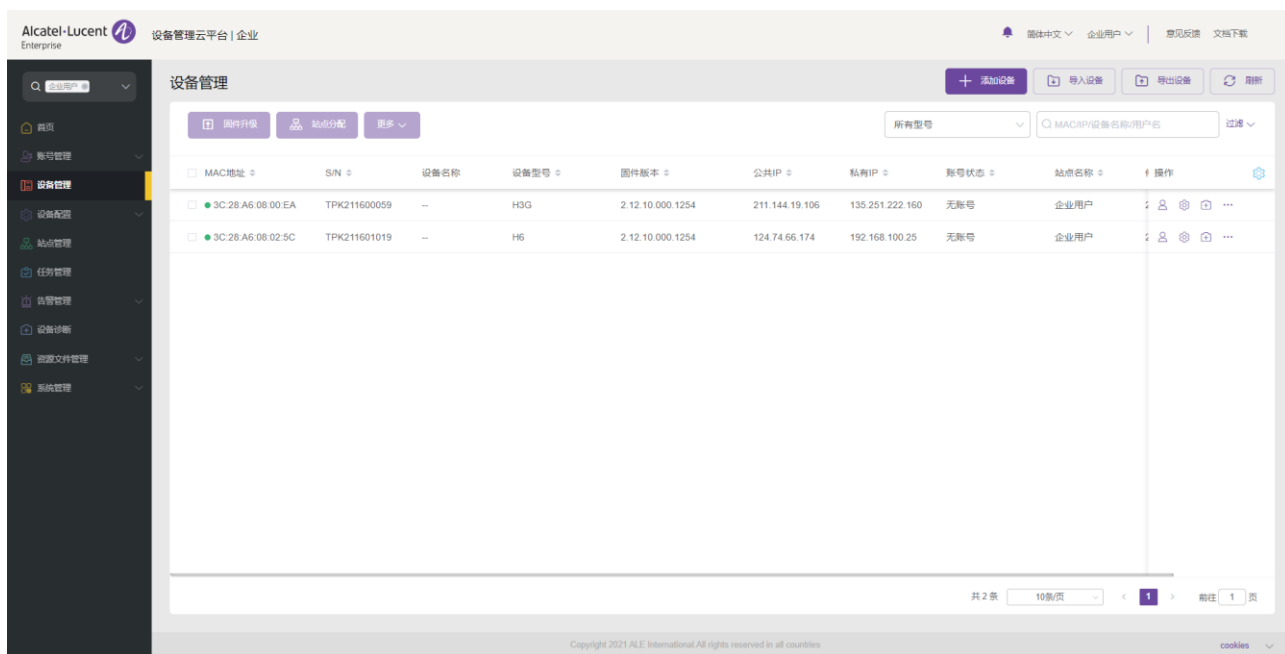 Alcatel·Lucent
Enterprise
设备管理云平台 | 企业
简体中文 企业用户 意见反馈 文档下载
企业用户
首页
账号管理
设备管理
设备配置
站点管理
任务管理
告警管理
设备诊断
资源文件管理
系统管理
设备管理
添加设备 导入设备 导出设备 刷新
固件升级 站点分配 更多
所有型号 MAC/IP/设备名称/用户名 过滤
MAC地址 S/N 设备名称 设备型号 固件版本 公共IP 私有IP 账号状态 站点名称 操作
3C:28:A6:08:00:EA TPK211600059 -- H3G 2.12.10.000.1254 211.144.19.106 135.251.222.160 无账号 企业用户
3C:28:A6:08:02:5C TPK211601019 -- H6 2.12.10.000.1254 124.74.66.174 192.168.100.25 无账号 企业用户
共 2 条 10条/页 1 前往 1 页
Copyright 2021 ALE International.All rights reserved in all countries
cookies